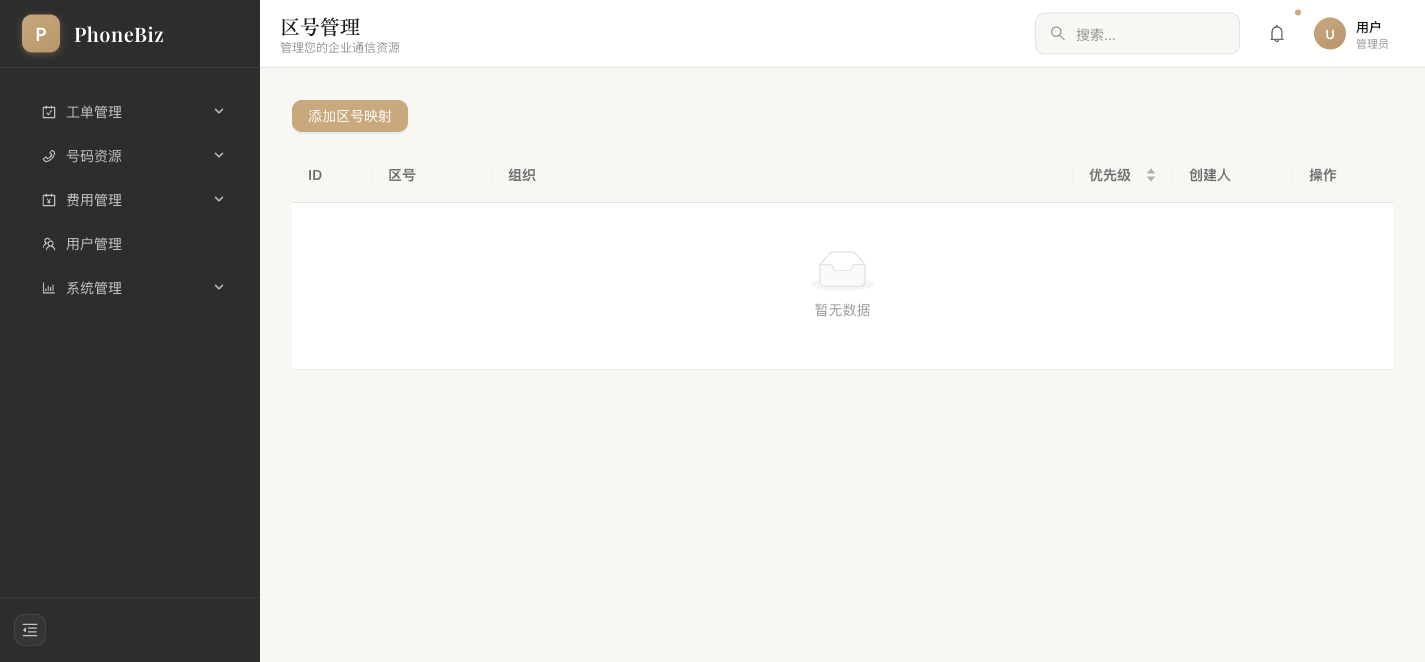 P PhoneBiz
工单管理
号码资源
费用管理
用户管理
系统管理
区号管理
管理您的企业通信资源
搜索...
U
用户
管理员
添加区号映射
ID 区号 组织 优先级 创建人 操作
暂无数据